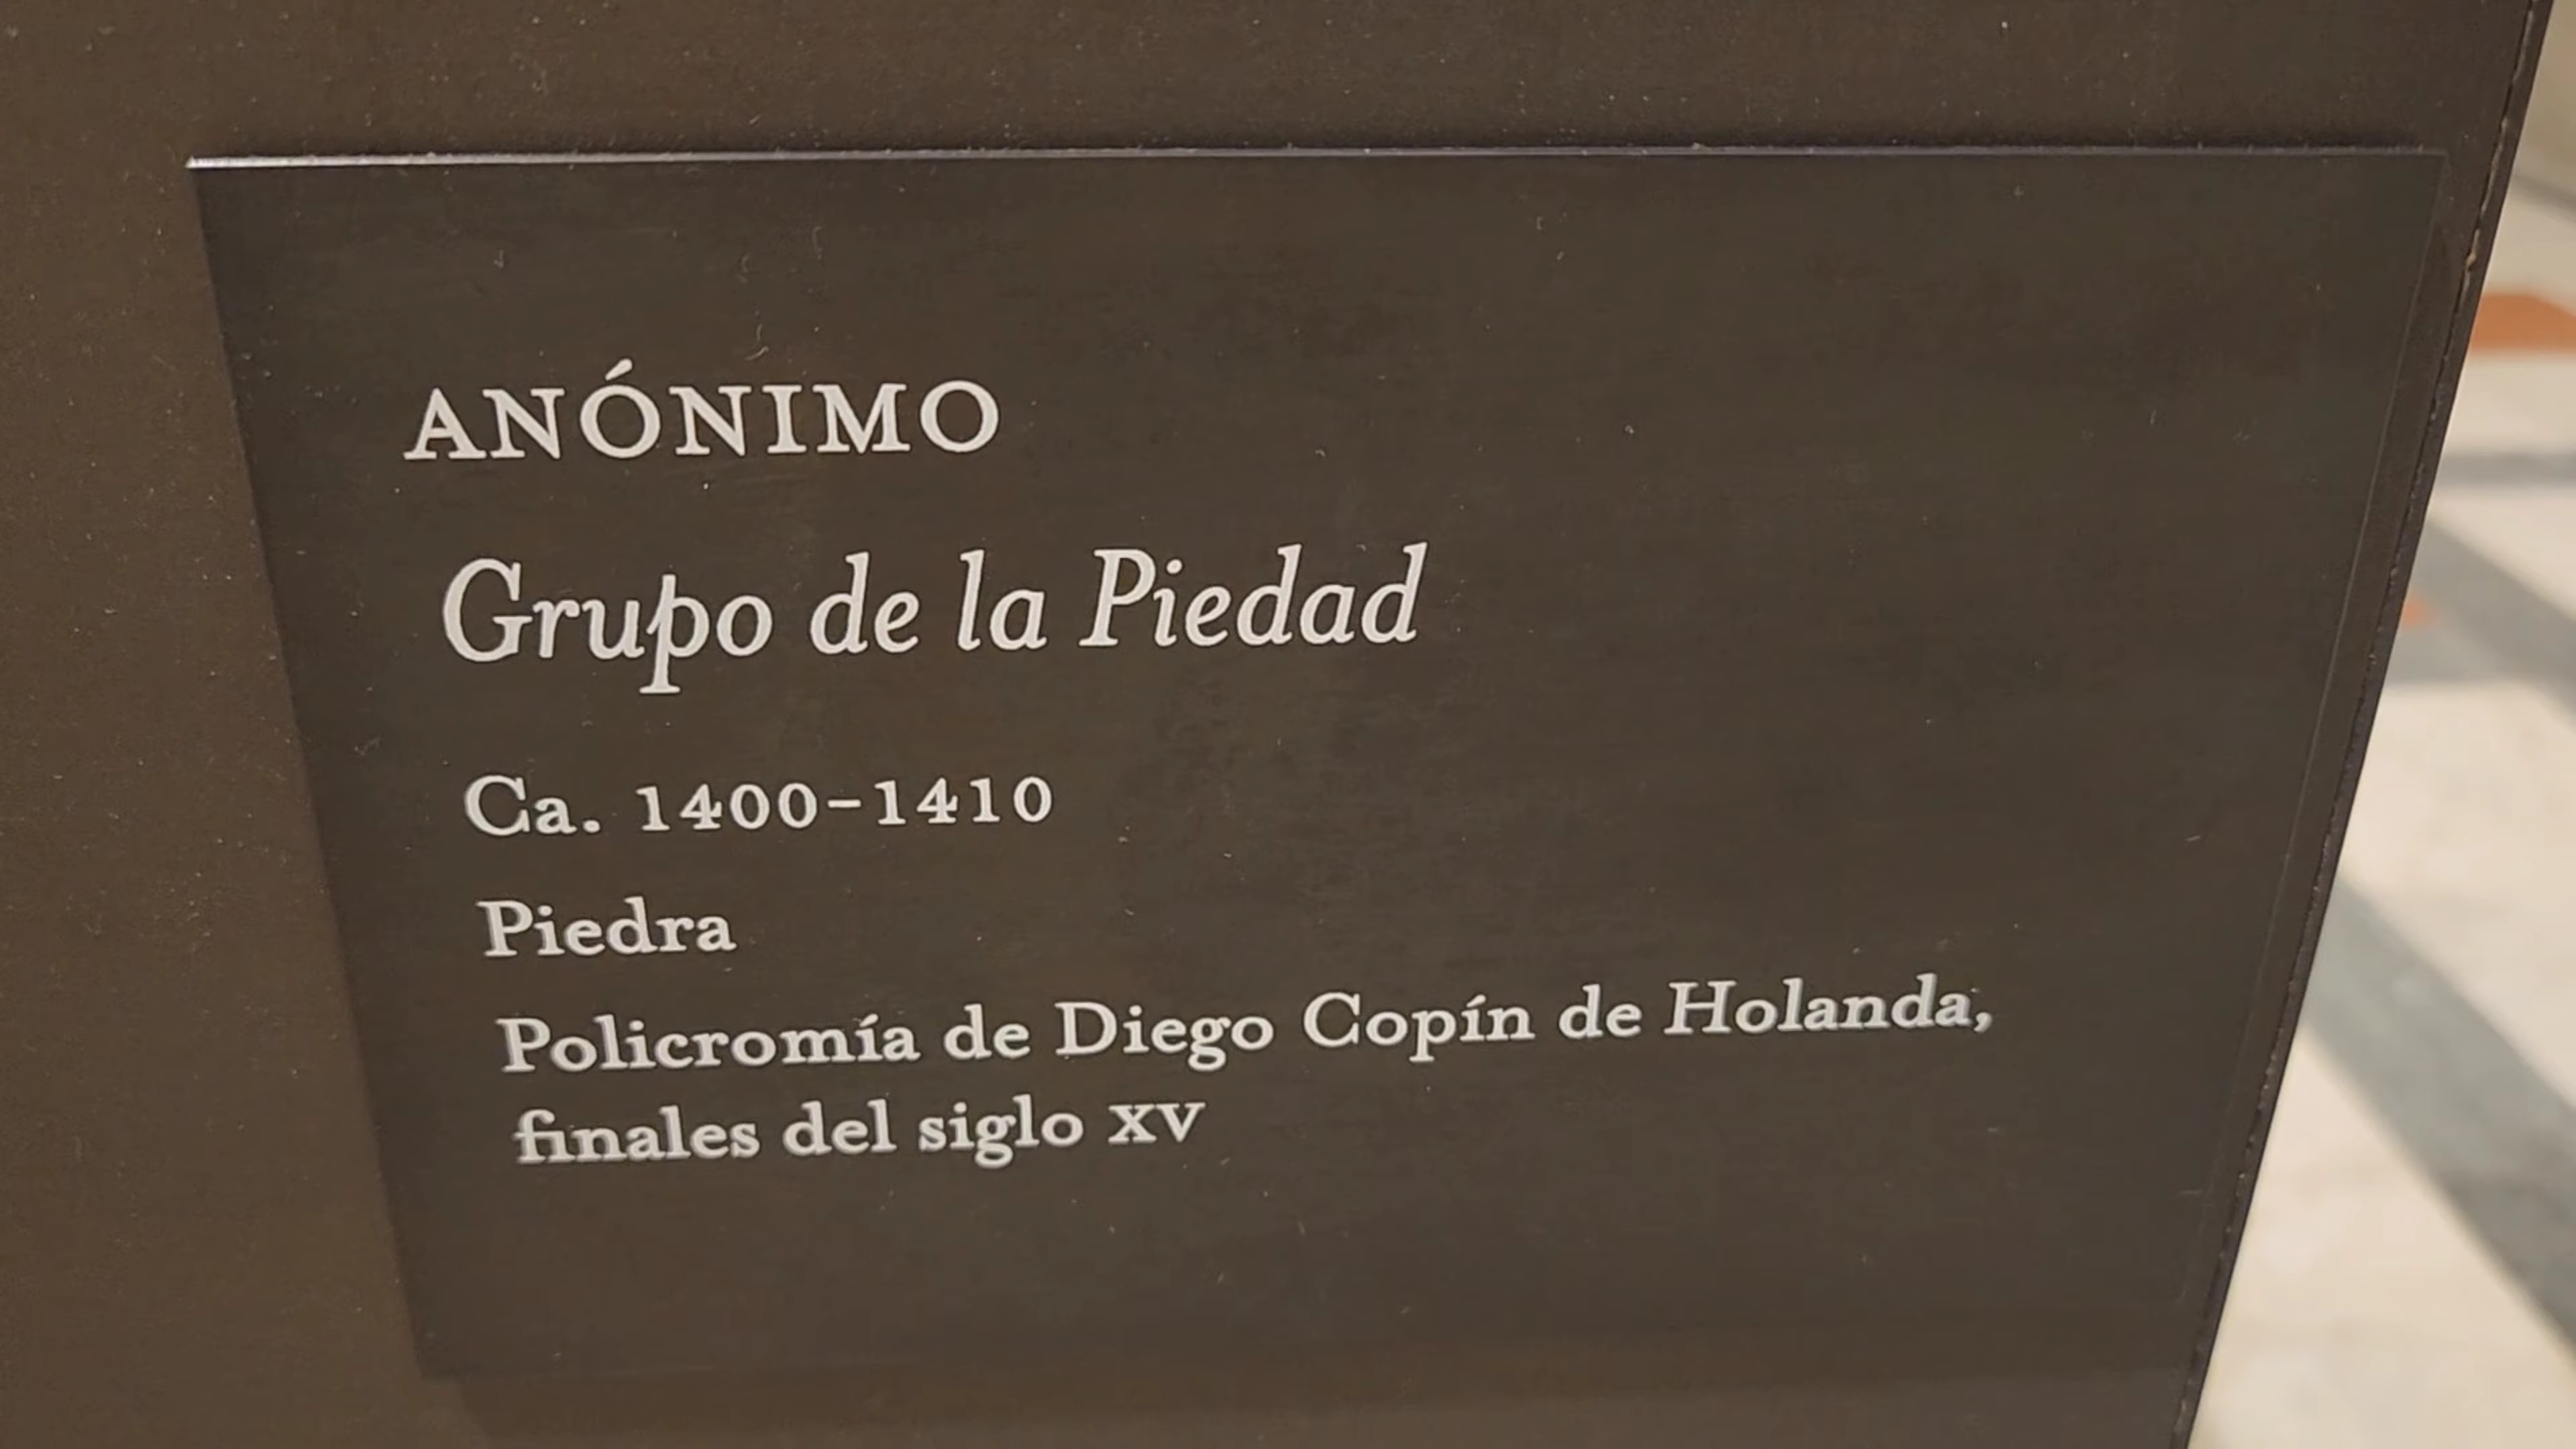 ANÓNIMO
Grupo de la Piedad
Ca. 1400-1410
Piedra
Policromía de Diego Copín de Holanda,
finales del siglo XV